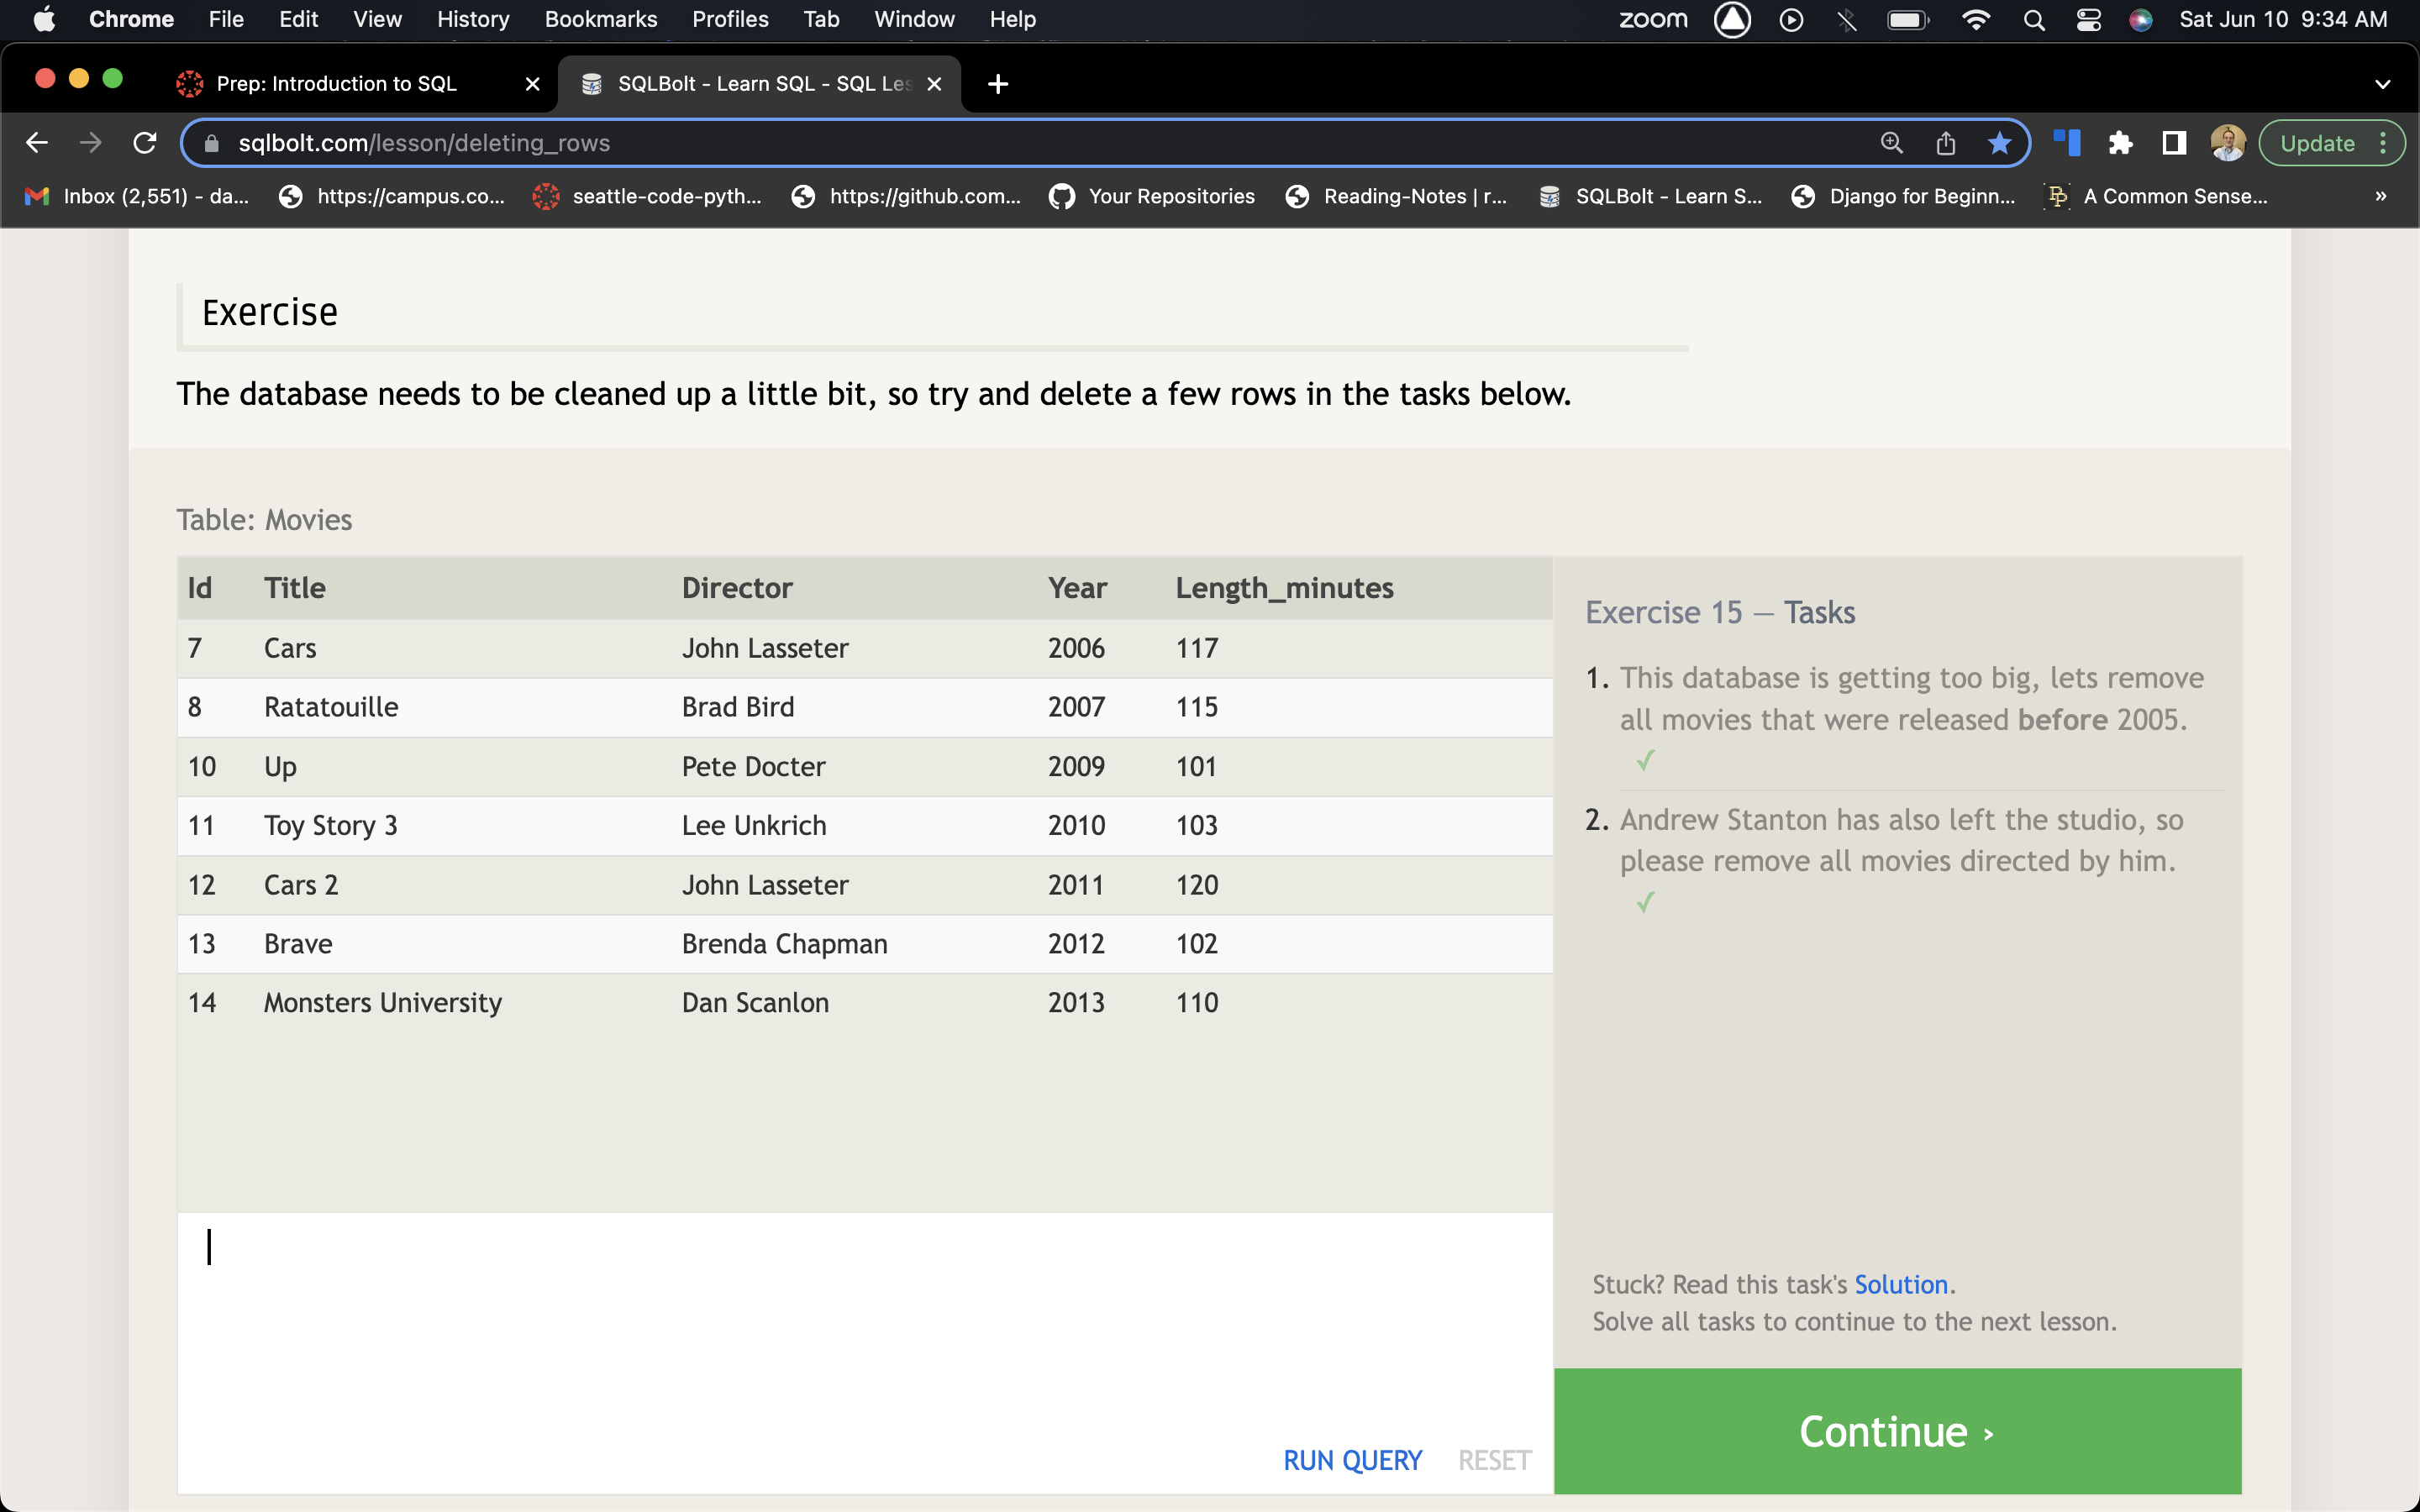 Chrome File Edit View History Bookmarks Profiles Tab Window Help zoom Sat Jun 10 9:34 AM
Prep: Introduction to SQL SQLBolt - Learn SQL - SQL Les
sqlbolt.com/lesson/deleting_rows Update
Inbox (2,551) - da... https://campus.co... seattle-code-pyth... https://github.com... Your Repositories Reading-Notes | r... SQLBolt - Learn S... Django for Beginn... A Common Sense... »
Exercise
The database needs to be cleaned up a little bit, so try and delete a few rows in the tasks below.
Table: Movies
Id Title Director Year Length_minutes
7 Cars John Lasseter 2006 117
8 Ratatouille Brad Bird 2007 115
10 Up Pete Docter 2009 101
11 Toy Story 3 Lee Unkrich 2010 103
12 Cars 2 John Lasseter 2011 120
13 Brave Brenda Chapman 2012 102
14 Monsters University Dan Scanlon 2013 110
Exercise 15 — Tasks
1. This database is getting too big, lets remove
all movies that were released before 2005.
✓
2. Andrew Stanton has also left the studio, so
please remove all movies directed by him.
✓
Stuck? Read this task's Solution.
Solve all tasks to continue to the next lesson.
RUN QUERY RESET
Continue ›